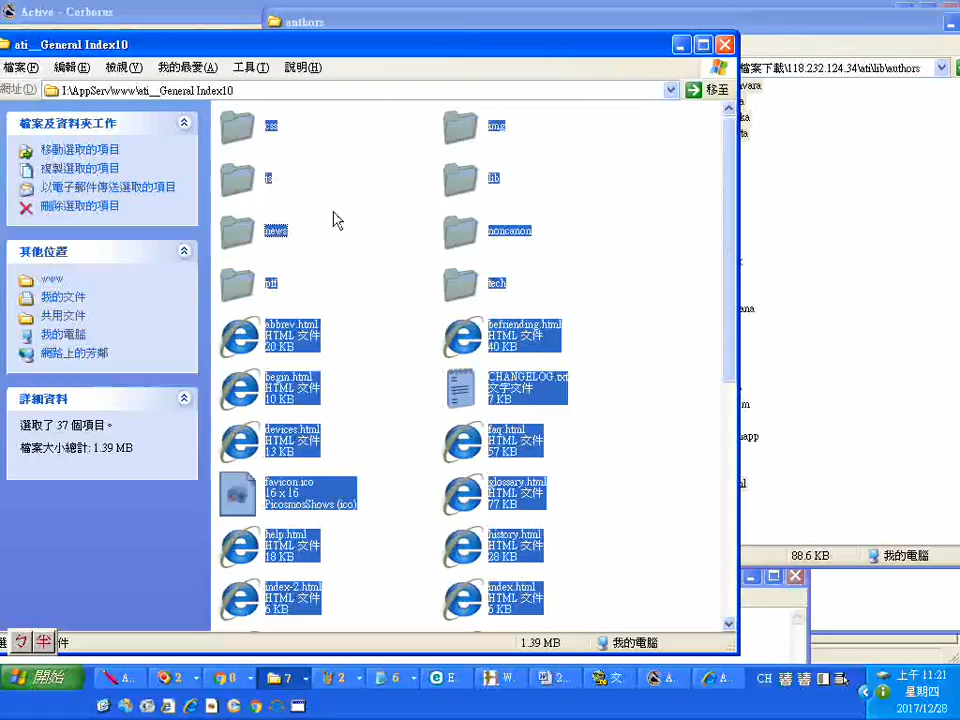 Active - Cerberus
authors
ati__General Index10
檔案(F) 編輯(E) 檢視(V) 我的最愛(A) 工具(T) 說明(H)
網址(D) I:\AppServ\www\ati__General Index10 移至
檔案下載\118.232.124.34\ati\lib\authors
檔案及資料夾工作
移動選取的項目
複製選取的項目
以電子郵件傳送選取的項目
刪除選取的項目
其他位置
www
我的文件
共用文件
我的電腦
網路上的芳鄰
詳細資料
選取了 37 個項目。
檔案大小總計: 1.39 MB
css
img
js
lib
news
noncanon
ptf
tech
abbrev.html
HTML 文件
20 KB
befriending.html
HTML 文件
40 KB
begin.html
HTML 文件
10 KB
CHANGELOG.txt
文字文件
7 KB
devices.html
HTML 文件
13 KB
faq.html
HTML 文件
57 KB
favicon.ico
16 x 16
PicosmosShows (ico)
glossary.html
HTML 文件
77 KB
help.html
HTML 文件
18 KB
history.html
HTML 文件
28 KB
index-2.html
HTML 文件
5 KB
index.html
HTML 文件
5 KB
件
1.39 MB 我的電腦
88.6 KB 我的電腦
開始 A.. 2 8 7 2 6 E.. W.. 2... 文.. A.. A.. CH
上午 11:21
星期四
2017/12/28